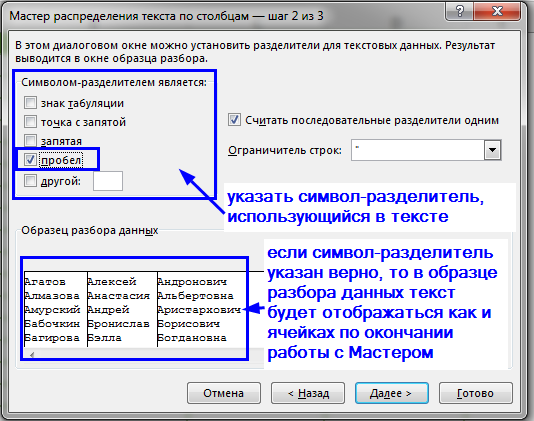 Мастер распределения текста по столбцам — шаг 2 из 3
?
В этом диалоговом окне можно установить разделители для текстовых данных. Результат
выводится в окне образца разбора.
Символом-разделителем является:
знак табуляции
точка с запятой
запятая
пробел
другой:
Считать последовательные разделители одним
Ограничитель строк: "
указать символ-разделитель,
использующийся в тексте
Образец разбора данных
Агатов Алексей Андронович
Алмазова Анастасия Альбертовна
Амурский Андрей Аристархович
Бабочкин Бронислав Борисович
Багирова Бэлла Богдановна
если символ-разделитель
указан верно, то в образце
разбора данных текст
будет отображаться как и
ячейках по окончании
работы с Мастером
Отмена
< Назад
Далее >
Готово